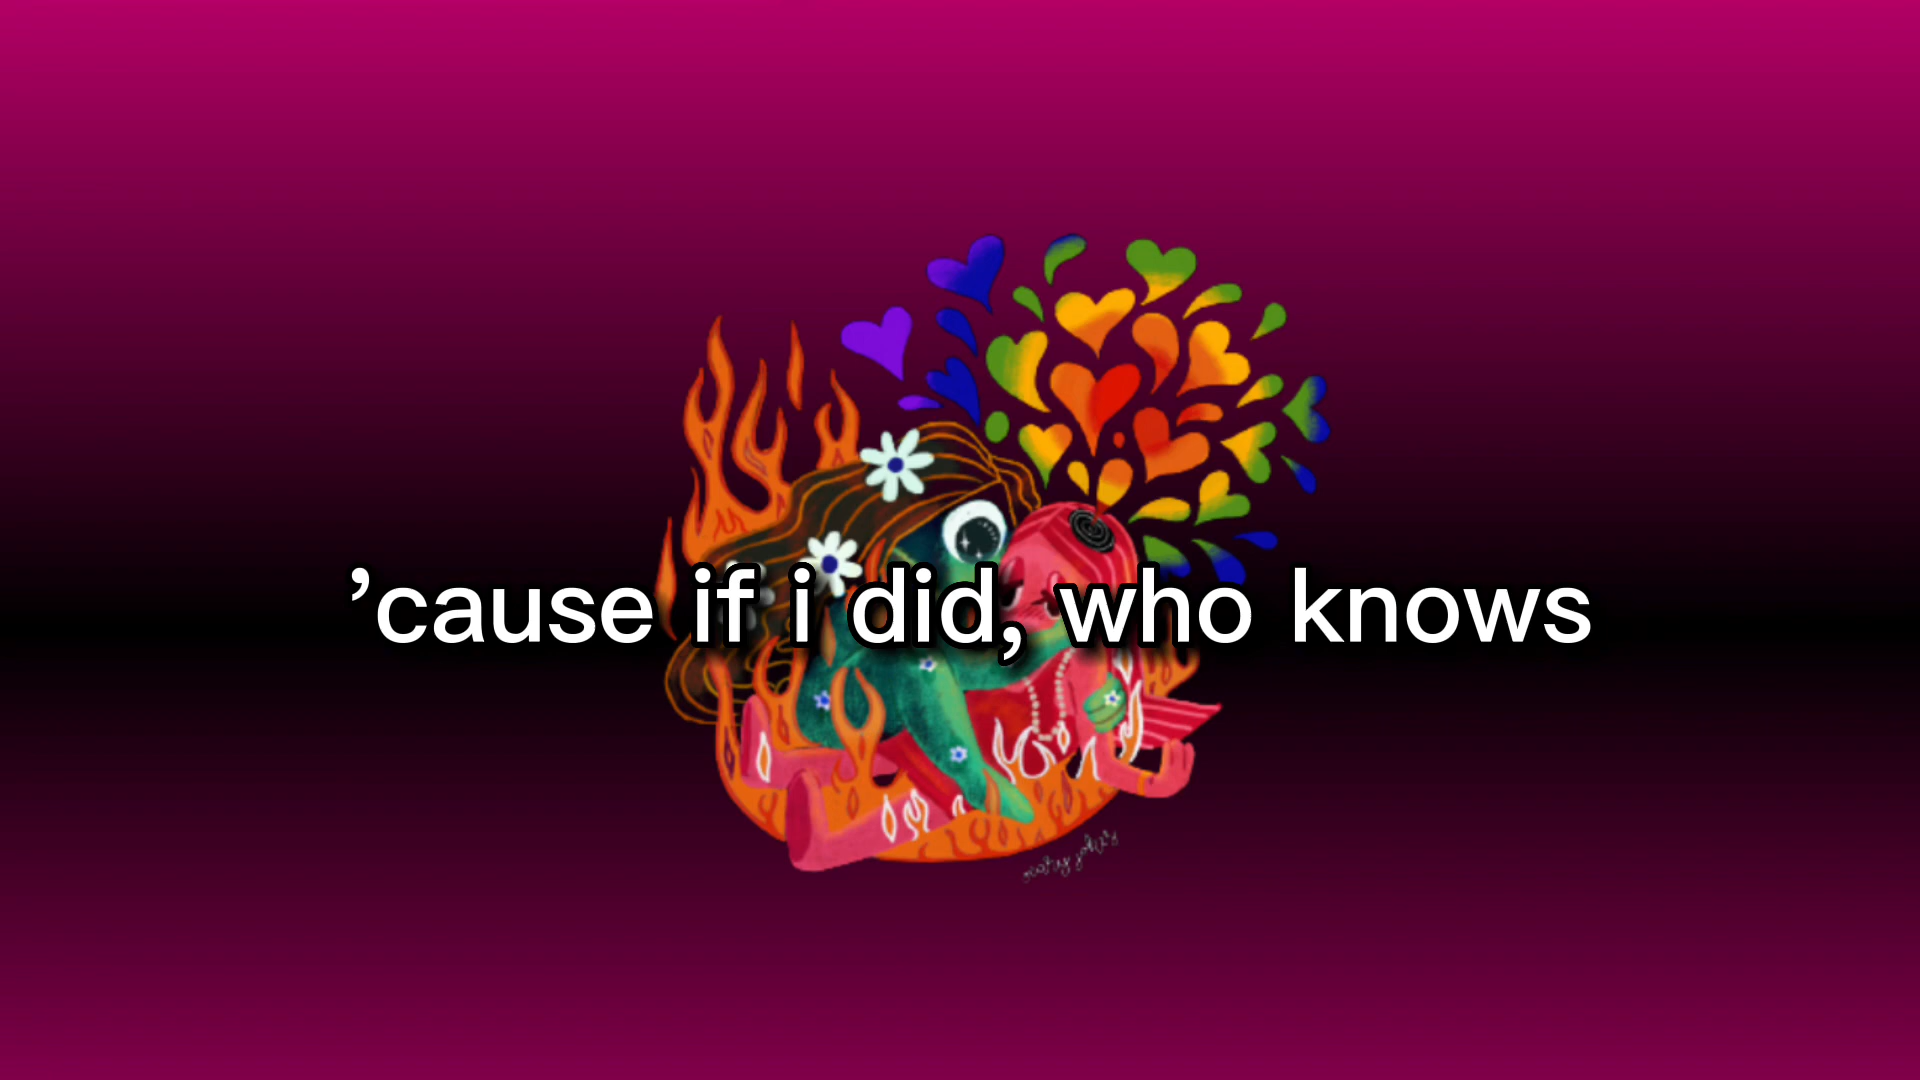 ’cause if i did, who knows